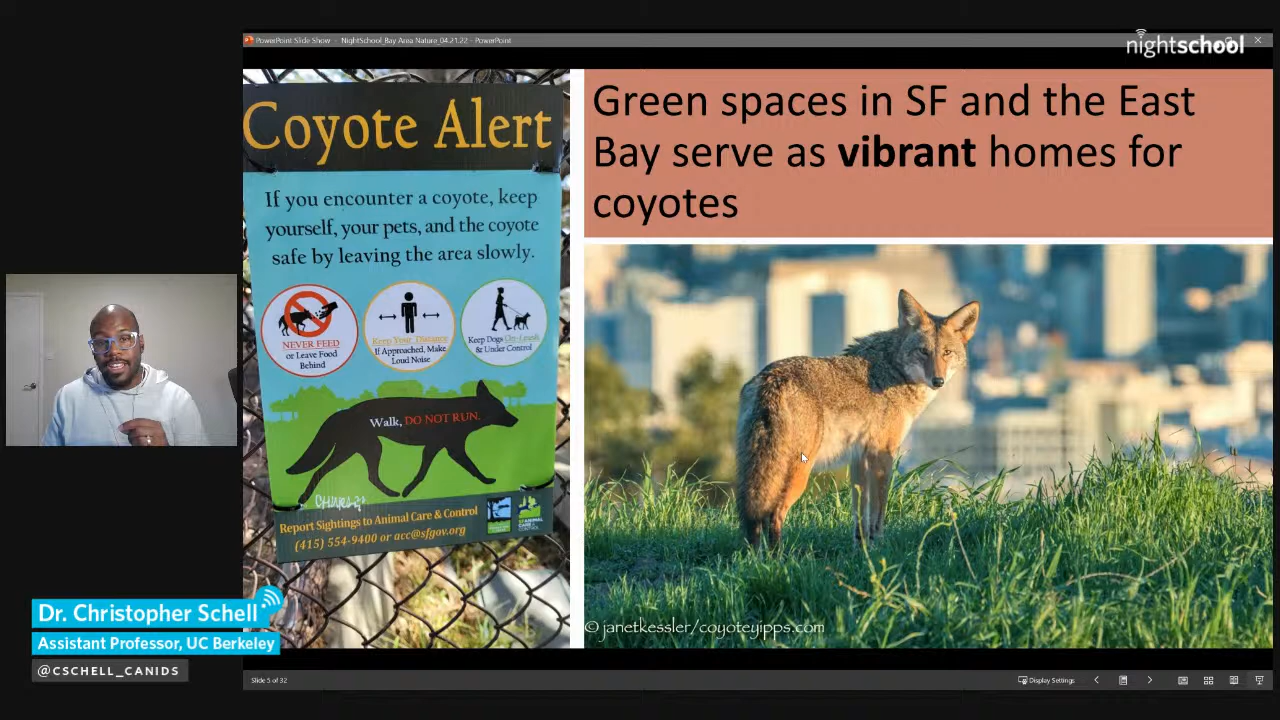 PowerPoint Slide Show - NightSchool_Bay Area Nature_04.21.22 - PowerPoint
nightschool
Coyote Alert
If you encounter a coyote, keep
yourself, your pets, and the coyote
safe by leaving the area slowly.
NEVER FEED
or Leave Food
Behind
Keep Your Distance
If Approached, Make
Loud Noise
Keep Dogs On-Leash
& Under Control
Walk, DO NOT RUN.
Report Sightings to Animal Care & Control
(415) 554-9400 or acc@sfgov.org
Green spaces in SF and the East
Bay serve as vibrant homes for
coyotes
© janetkessler/coyoteyipps.com
Dr. Christopher Schell
Assistant Professor, UC Berkeley
@CSCHELL_CANIDS
Slide 5 of 32
Display Settings